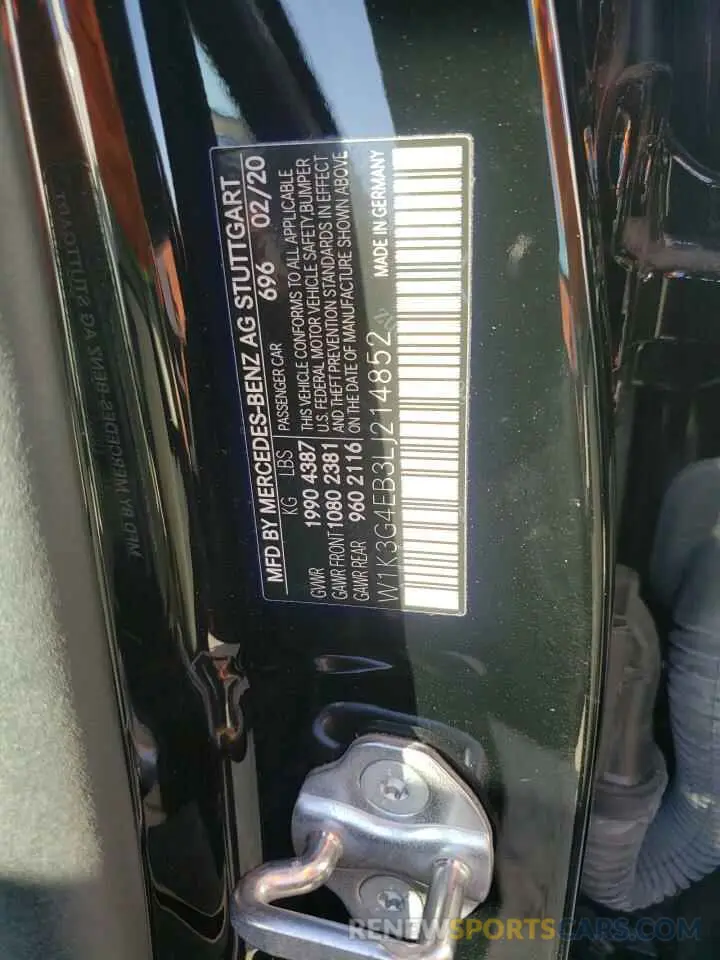 MFD BY MERCEDES-BENZ AG STUTTGART
KG LBS 696 02/20
PASSENGER CAR
GVWR 1990 4387 THIS VEHICLE CONFORMS TO ALL APPLICABLE
GAWR FRONT 1080 2381 U.S. FEDERAL MOTOR VEHICLE SAFETY, BUMPER
GAWR REAR 960 2116 AND THEFT PREVENTION STANDARDS IN EFFECT
ON THE DATE OF MANUFACTURE SHOWN ABOVE
W1K3G4EB3LJ214852 MADE IN GERMANY
RENEWSPORTSCARS.COM